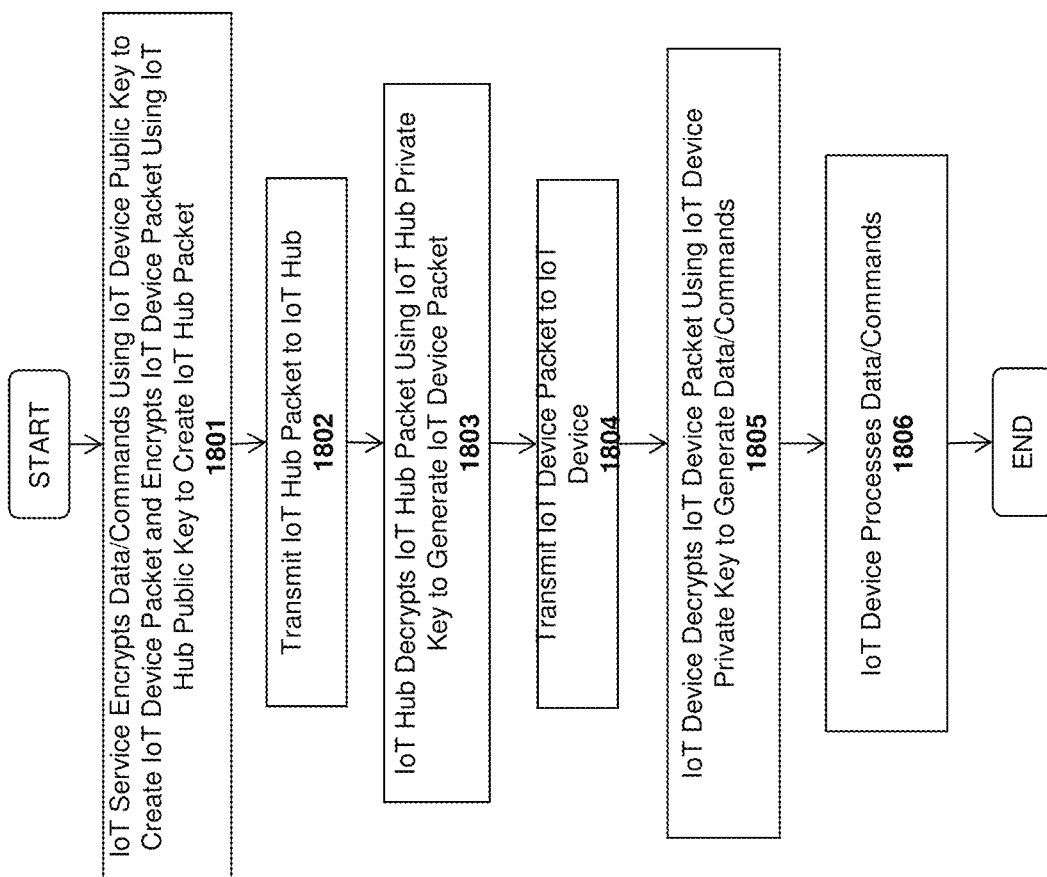 START
IoT Service Encrypts Data/Commands Using IoT Device Public Key to
Create IoT Device Packet and Encrypts IoT Device Packet Using IoT
Hub Public Key to Create IoT Hub Packet
1801
Transmit IoT Hub Packet to IoT Hub
1802
IoT Hub Decrypts IoT Hub Packet Using IoT Hub Private
Key to Generate IoT Device Packet
1803
Transmit IoT Device Packet to IoT
Device
1804
IoT Device Decrypts IoT Device Packet Using IoT Device
Private Key to Generate Data/Commands
1805
IoT Device Processes Data/Commands
1806
END